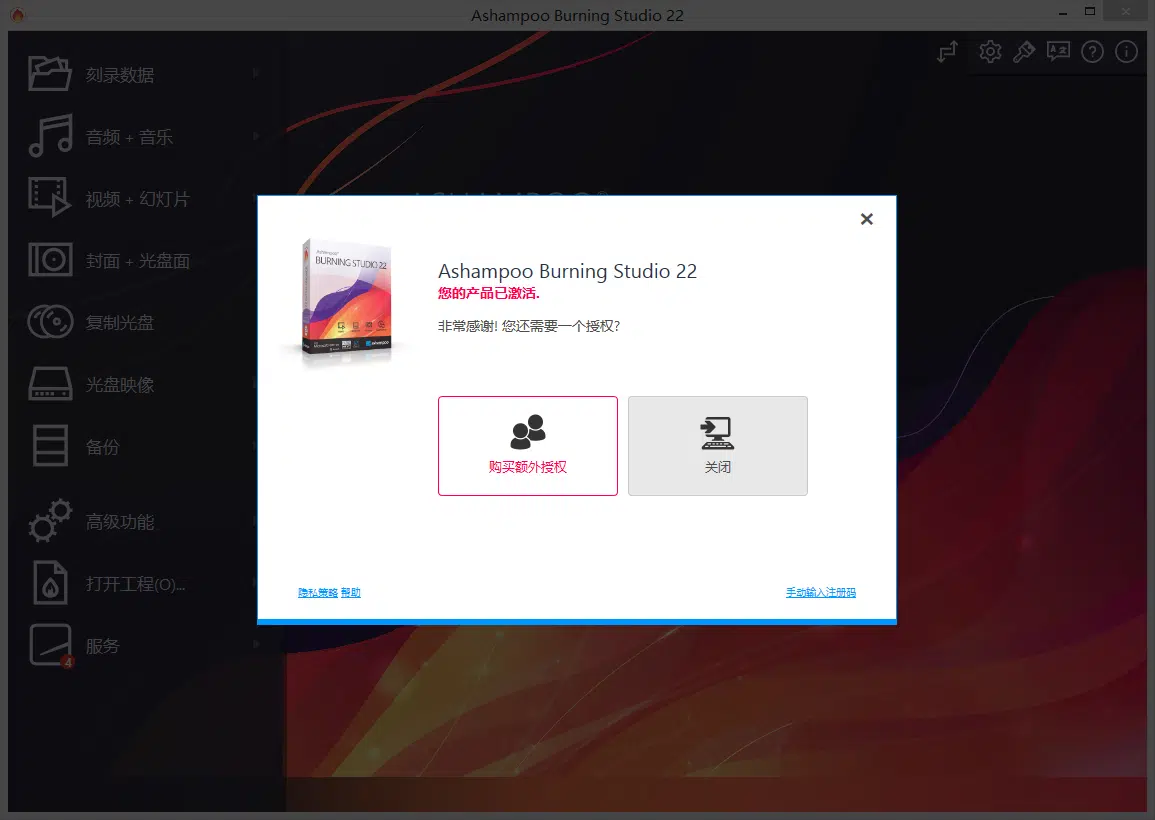 Ashampoo Burning Studio 22
刻录数据
音频 + 音乐
视频 + 幻灯片
封面 + 光盘面
复制光盘
光盘映像
备份
高级功能
打开工程(O)...
服务
4
Ashampoo
BURNING STUDIO 22
Ashampoo Burning Studio 22
您的产品已激活.
非常感谢! 您还需要一个授权?
购买额外授权
关闭
隐私策略 帮助
手动输入注册码